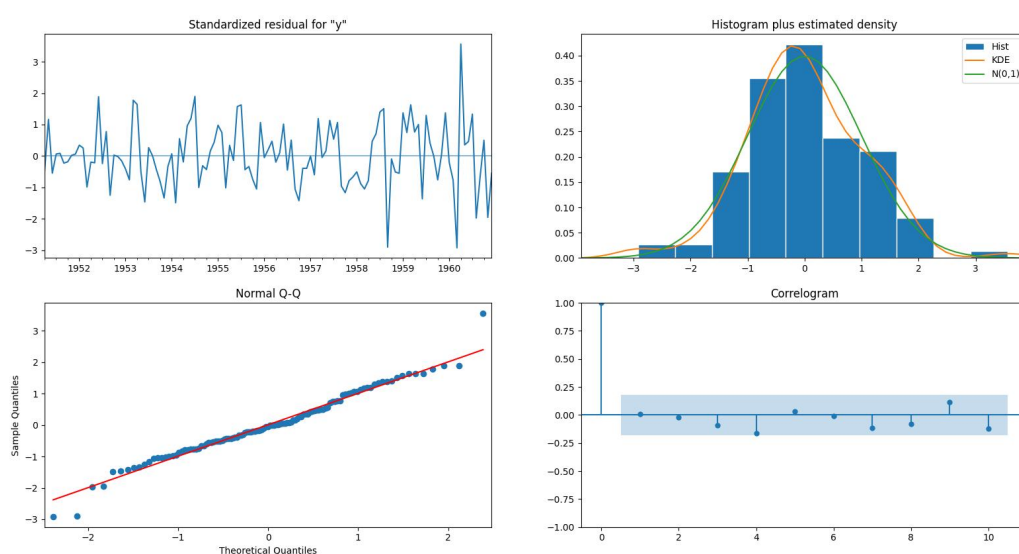 Standardized residual for "y"
3
2
1
0
−1
−2
−3
1952 1953 1954 1955 1956 1957 1958 1959 1960
Histogram plus estimated density
Hist
KDE
N(0,1)
0.40
0.35
0.30
0.25
0.20
0.15
0.10
0.05
0.00
−3 −2 −1 0 1 2 3
Normal Q-Q
Sample Quantiles
3
2
1
0
−1
−2
−3
−2 −1 0 1 2
Theoretical Quantiles
Correlogram
1.00
0.75
0.50
0.25
0.00
−0.25
−0.50
−0.75
−1.00
0 2 4 6 8 10